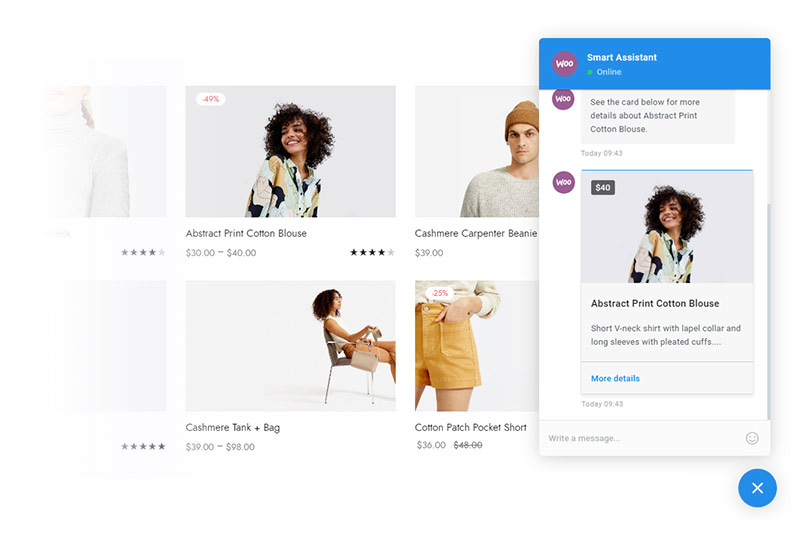 -49%
neck
Abstract Print Cotton Blouse
$30.00 – $40.00
Cashmere Carpenter Beanie
$39.00
Cashmere Tank + Bag
$39.00 – $98.00
-25%
Cotton Patch Pocket Short
$36.00 $48.00
Woo
Smart Assistant
Online
Woo
See the card below for more
details about Abstract Print
Cotton Blouse.
Today 09:43
Woo
$40
Abstract Print Cotton Blouse
Short V-neck shirt with lapel collar and
long sleeves with pleated cuffs....
More details
Today 09:43
Write a message...